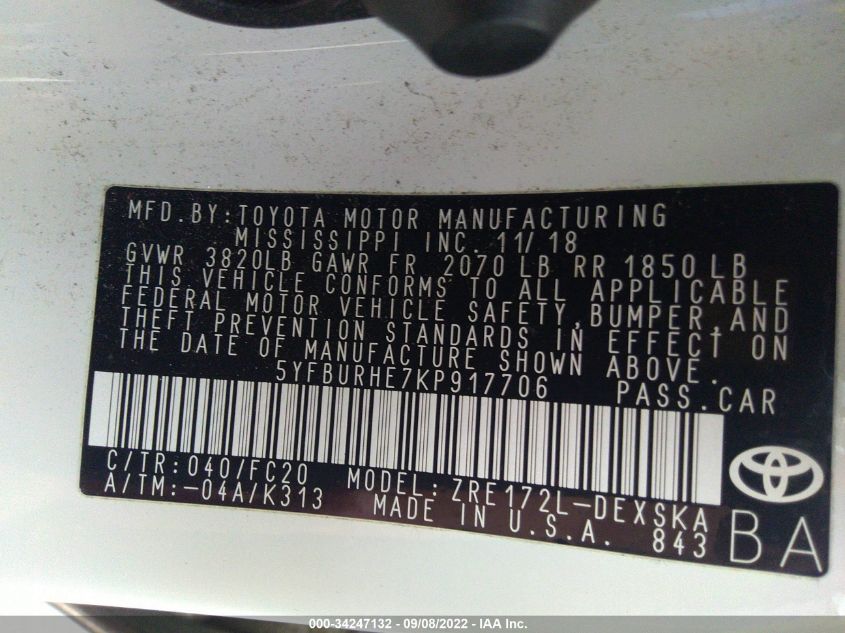 MFD.BY:TOYOTA MOTOR MANUFACTURING
MISSISSIPPI INC. 11/18
GVWR 3820LB GAWR FR 2070 LB RR 1850 LB
THIS VEHICLE CONFORMS TO ALL APPLICABLE
FEDERAL MOTOR VEHICLE SAFETY,BUMPER,AND
THEFT PREVENTION STANDARDS IN EFFECT ON
THE DATE OF MANUFACTURE SHOWN ABOVE.
5YFBURHE7KP917706 PASS.CAR
C/TR:040/FC20 MODEL:ZRE172L-DEXSKA
A/TM:-04A/K313 MADE IN U.S.A. 843
BA
000-34247132 - 09/08/2022 - IAA Inc.